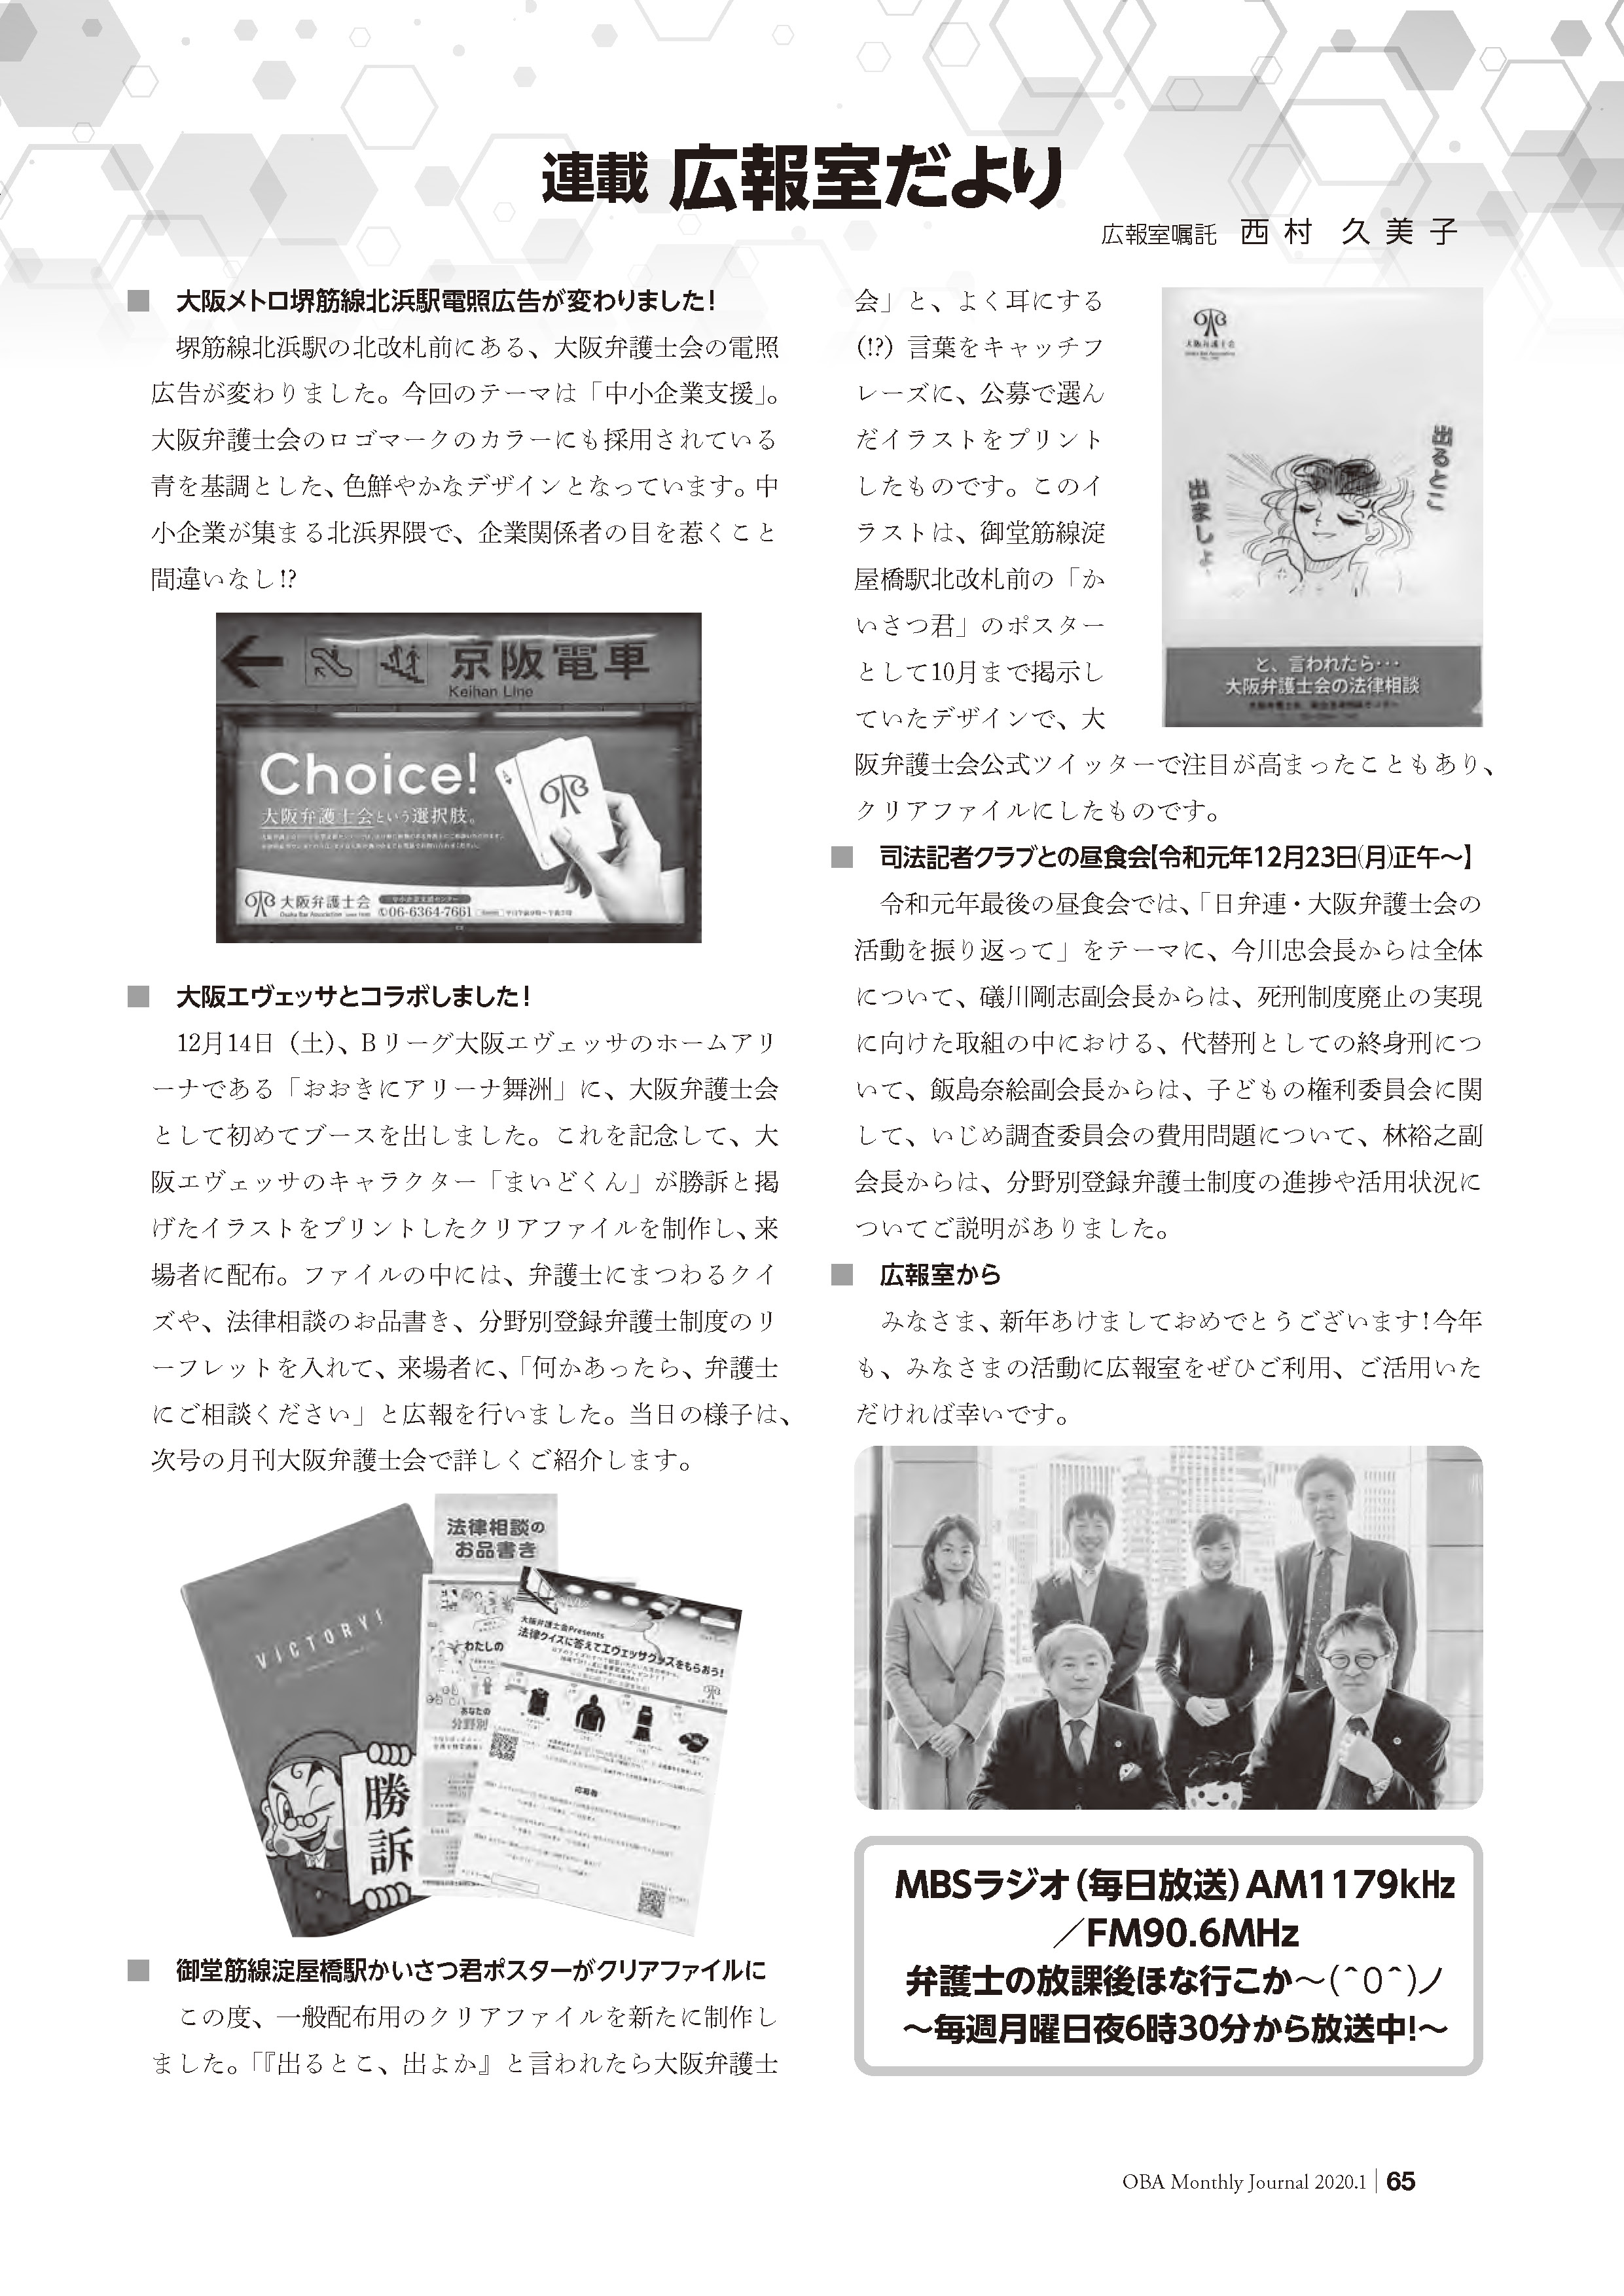 連載 広報室だより
広報室嘱託 西村 久美子
■ 大阪メトロ堺筋線北浜駅電照広告が変わりました!
堺筋線北浜駅の北改札前にある、大阪弁護士会の電照
広告が変わりました。今回のテーマは「中小企業支援」。
大阪弁護士会のロゴマークのカラーにも採用されている
青を基調とした、色鮮やかなデザインとなっています。中
小企業が集まる北浜界隈で、企業関係者の目を惹くこと
間違いなし!?
京阪電車
Keihan Line
Choice!
大阪弁護士会という選択肢。
大阪弁護士会
Osaka Bar Association
中小企業支援センター
06-6364-7661
■ 大阪エヴェッサとコラボしました!
12月14日(土)、Bリーグ大阪エヴェッサのホームアリ
ーナである「おおきにアリーナ舞洲」に、大阪弁護士会
として初めてブースを出しました。これを記念して、大
阪エヴェッサのキャラクター「まいどくん」が勝訴と掲
げたイラストをプリントしたクリアファイルを制作し、来
場者に配布。ファイルの中には、弁護士にまつわるクイ
ズや、法律相談のお品書き、分野別登録弁護士制度のリ
ーフレットを入れて、来場者に、「何かあったら、弁護士
にご相談ください」と広報を行いました。当日の様子は、
次号の月刊大阪弁護士会で詳しくご紹介します。
法律相談の
お品書き
VICTORY!
勝訴
わたしの
あなたの
分野別
大阪弁護士会Presents
法律クイズに答えてエヴェッサグッズをもらおう!
応募券
■ 御堂筋線淀屋橋駅かいさつ君ポスターがクリアファイルに
この度、一般配布用のクリアファイルを新たに制作し
ました。「『出るとこ、出よか』と言われたら大阪弁護士
会」と、よく耳にする
(!?)言葉をキャッチフ
レーズに、公募で選ん
だイラストをプリント
したものです。このイ
ラストは、御堂筋線淀
屋橋駅北改札前の「か
いさつ君」のポスター
として10月まで掲示し
ていたデザインで、大
阪弁護士会公式ツイッターで注目が高まったこともあり、
クリアファイルにしたものです。
大阪弁護士会
出るとこ
出ましょ
と、言われたら…
大阪弁護士会の法律相談
■ 司法記者クラブとの昼食会【令和元年12月23日(月)正午～】
令和元年最後の昼食会では、「日弁連・大阪弁護士会の
活動を振り返って」をテーマに、今川忠会長からは全体
について、礒川剛志副会長からは、死刑制度廃止の実現
に向けた取組の中における、代替刑としての終身刑につ
いて、飯島奈絵副会長からは、子どもの権利委員会に関
して、いじめ調査委員会の費用問題について、林裕之副
会長からは、分野別登録弁護士制度の進捗や活用状況に
ついてご説明がありました。
■ 広報室から
みなさま、新年あけましておめでとうございます!今年
も、みなさまの活動に広報室をぜひご利用、ご活用いた
だければ幸いです。
MBSラジオ(毎日放送)AM1179kHz
／FM90.6MHz
弁護士の放課後ほな行こか～(＾0＾)ノ
～毎週月曜日夜6時30分から放送中!～
OBA Monthly Journal 2020.1 | 65